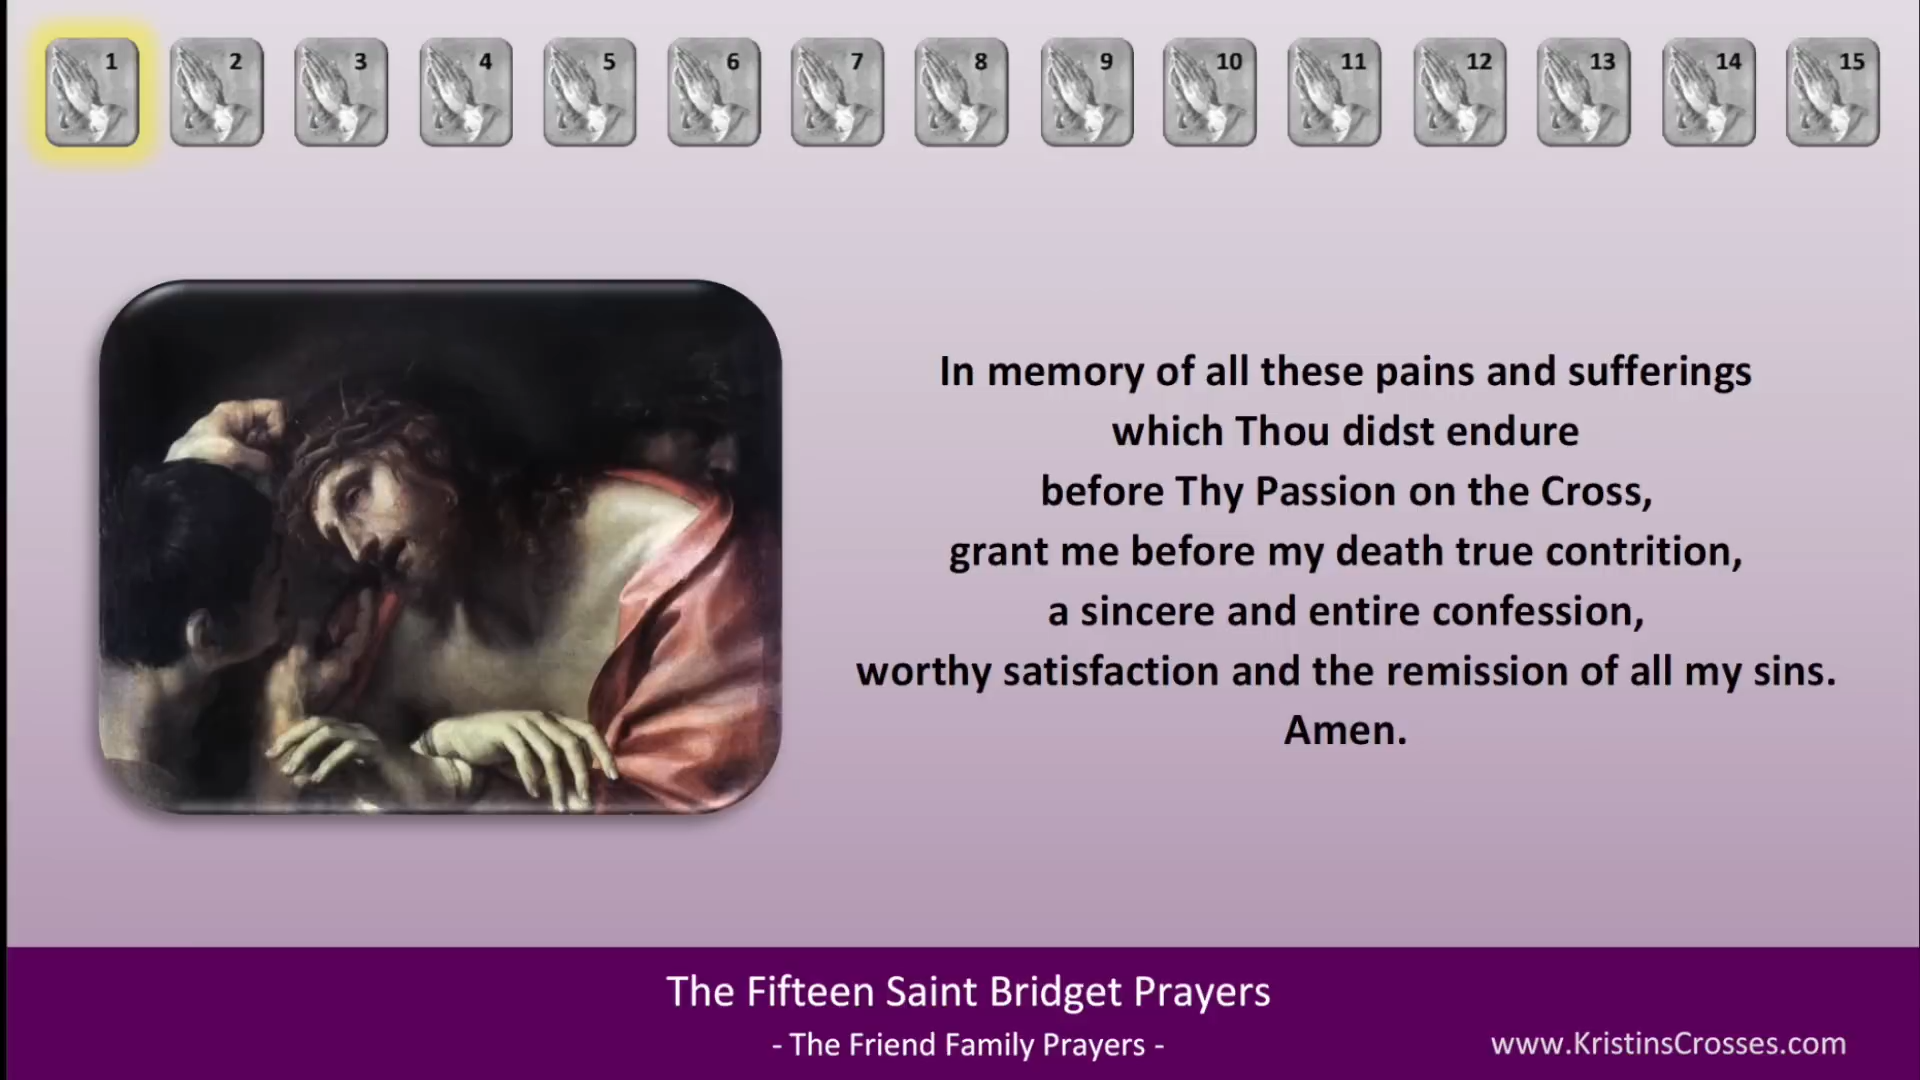 1 2 3 4 5 6 7 8 9 10 11 12 13 14 15
In memory of all these pains and sufferings
which Thou didst endure
before Thy Passion on the Cross,
grant me before my death true contrition,
a sincere and entire confession,
worthy satisfaction and the remission of all my sins.
Amen.
The Fifteen Saint Bridget Prayers
- The Friend Family Prayers -
www.KristinsCrosses.com